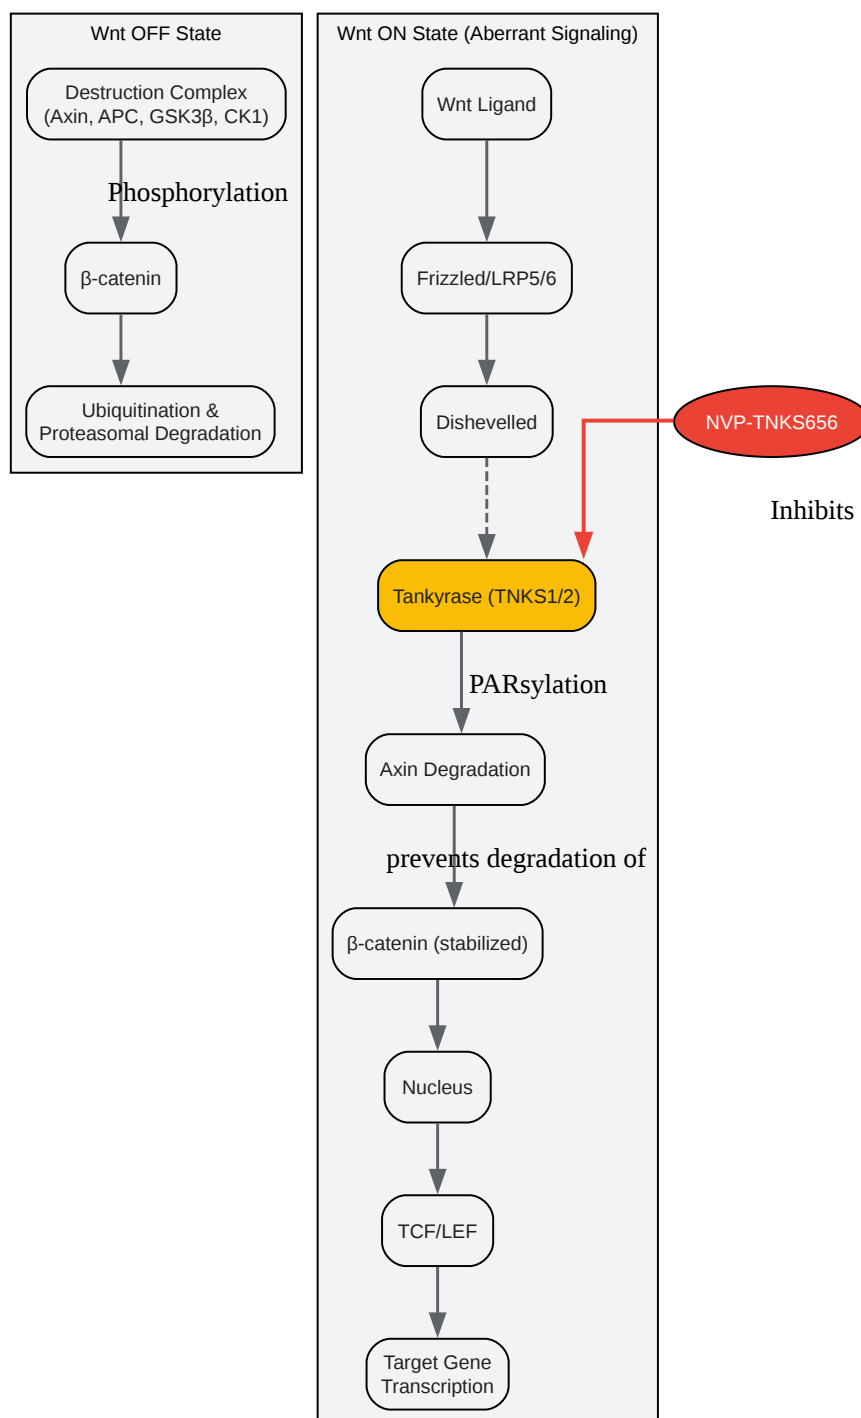 Wnt OFF State
Destruction Complex
(Axin, APC, GSK3β, CK1)
Phosphorylation
β-catenin
Ubiquitination &
Proteasomal Degradation
Wnt ON State (Aberrant Signaling)
Wnt Ligand
Frizzled/LRP5/6
Dishevelled
NVP-TNKS656
Inhibits
Tankyrase (TNKS1/2)
PARsylation
Axin Degradation
prevents degradation of
β-catenin (stabilized)
Nucleus
TCF/LEF
Target Gene
Transcription